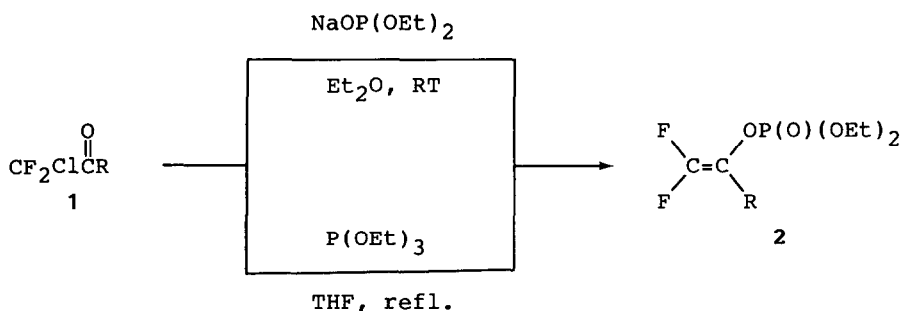 NaOP(OEt)2
Et2O, RT
O
CF2ClCR
1
P(OEt)3
THF, refl.
F
OP(O)(OEt)2
C=C
F
R
2